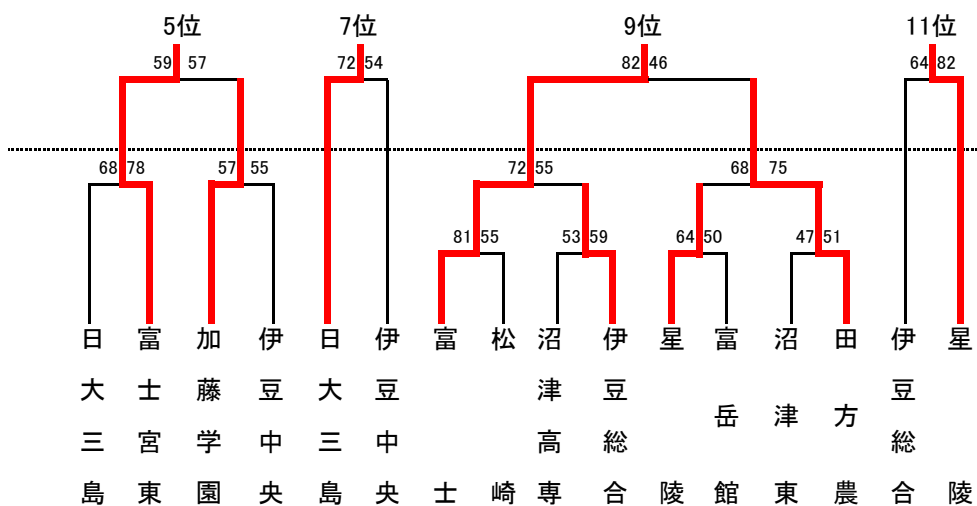 5位 7位 9位 11位
59 57 72 54 82 46 64 82
68 78 57 55 72 55 68 75
81 55 53 59 64 50 47 51
日大三島
富士宮東
加藤学園
伊豆中央
日大三島
伊豆中央
富士
松崎
沼津高専
伊豆総合
星陵
富岳館
沼津東
田方農
伊豆総合
星陵